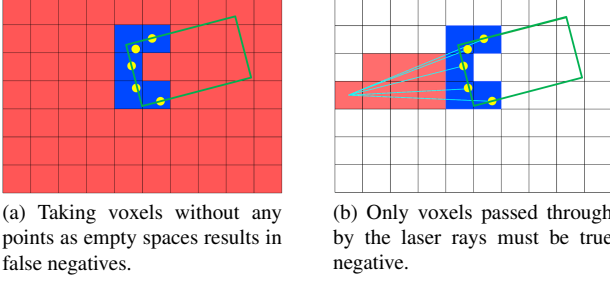 (a) Taking voxels without any
points as empty spaces results in
false negatives.
(b) Only voxels passed through
by the laser rays must be true
negative.